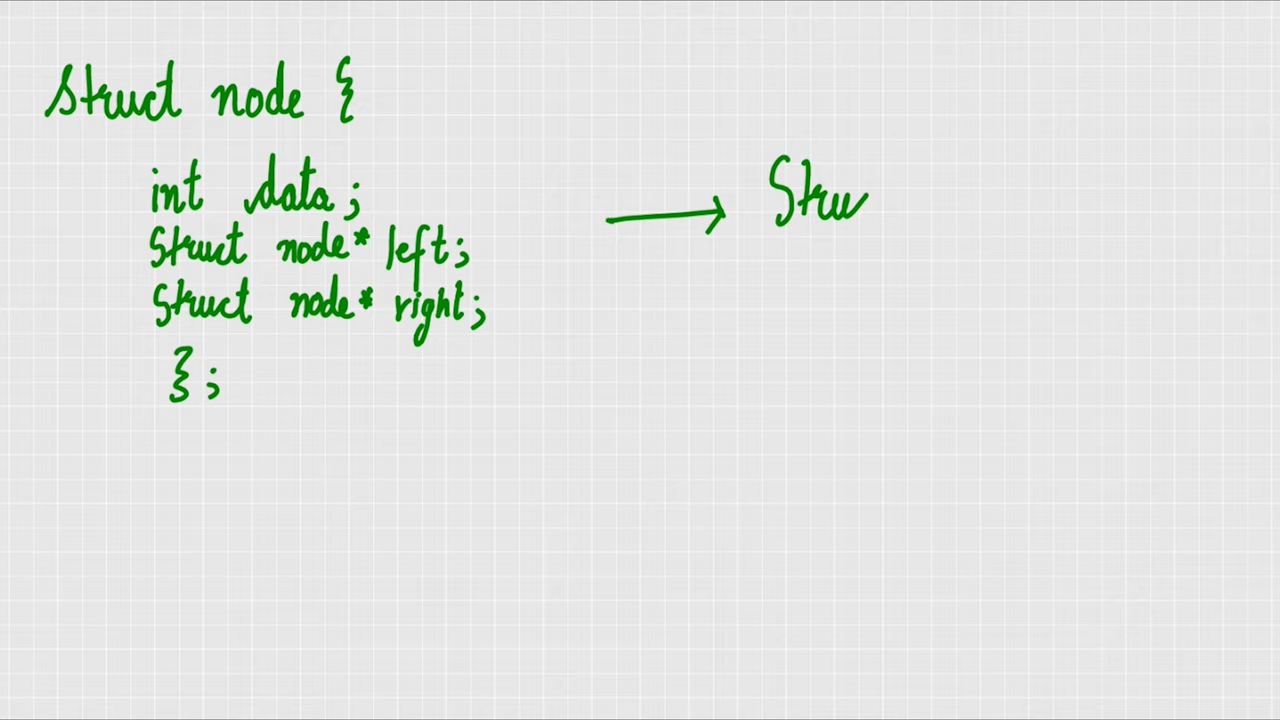 Struct node {
int data;
Struct node* left;
Struct node* right;
};
Stru